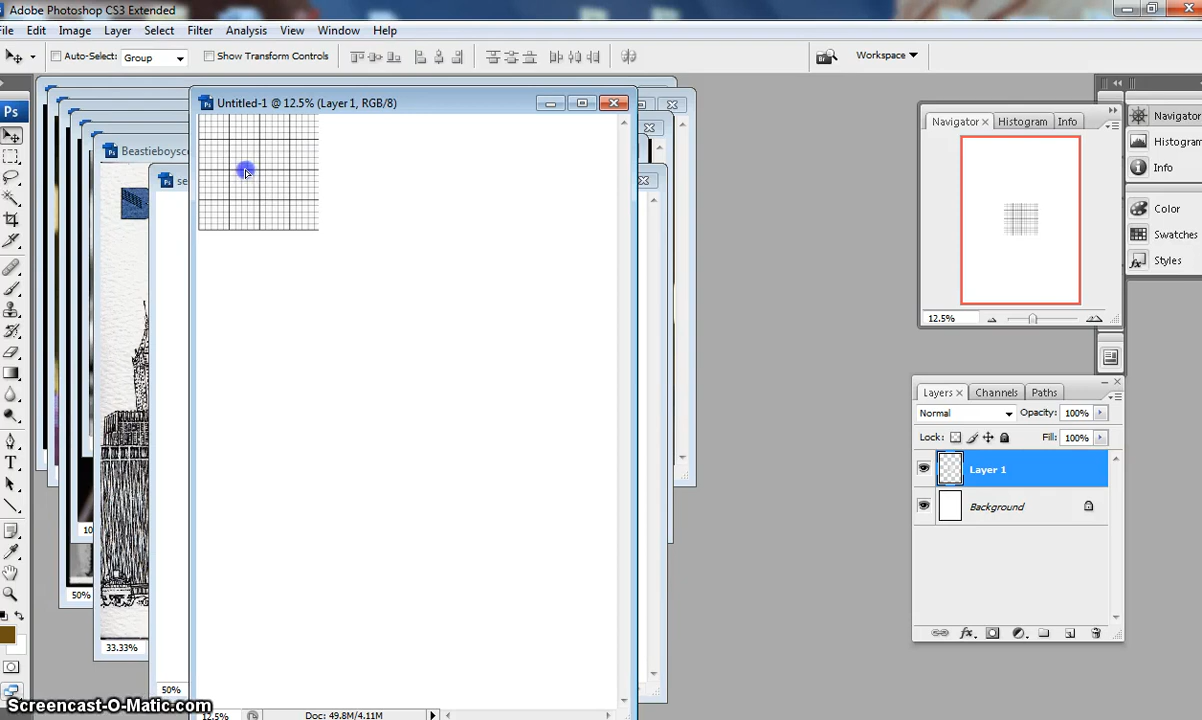 Adobe Photoshop CS3 Extended
File Edit Image Layer Select Filter Analysis View Window Help
Auto-Select: Group Show Transform Controls Workspace
Ps
Untitled-1 @ 12.5% (Layer 1, RGB/8)
Beastieboysc
se
Navigator Histogram Info
12.5%
Navigator
Histogram
Info
Color
Swatches
Styles
Layers Channels Paths
Normal Opacity: 100%
Lock: Fill: 100%
Layer 1
Background
10
50%
33.33%
50%
12.5% Doc: 49.8M/4.11M
Screencast-O-Matic.com